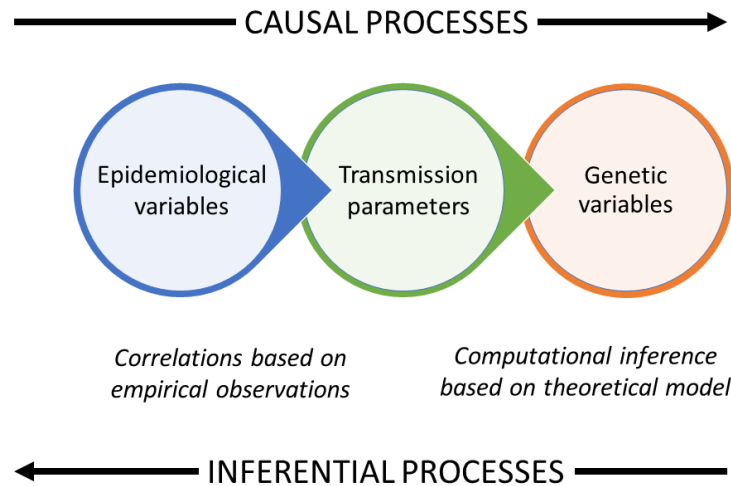 CAUSAL PROCESSES
Epidemiological
variables
Transmission
parameters
Genetic
variables
Correlations based on
empirical observations
Computational inference
based on theoretical model
INFERENTIAL PROCESSES